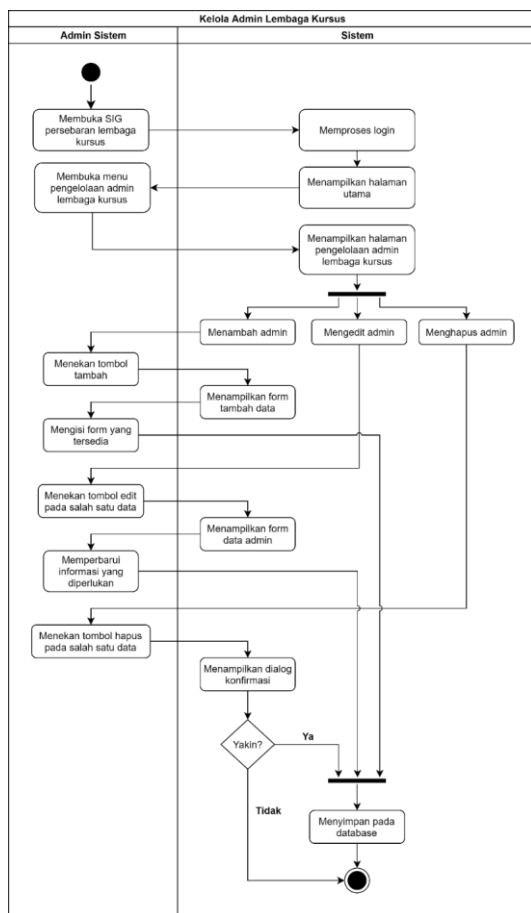 Kelola Admin Lembaga Kursus
Admin Sistem
Sistem
Membuka SIG
persebaran lembaga
kursus
Memproses login
Membuka menu
pengelolaan admin
lembaga kursus
Menampilkan halaman
utama
Menampilkan halaman
pengelolaan admin
lembaga kursus
Menambah admin
Mengedit admin
Menghapus admin
Menekan tombol
tambah
Menampilkan form
tambah data
Mengisi form yang
tersedia
Menekan tombol edit
pada salah satu data
Menampilkan form
data admin
Memperbarui
informasi yang
diperlukan
Menekan tombol hapus
pada salah satu data
Menampilkan dialog
konfirmasi
Yakin?
Ya
Tidak
Menyimpan pada
database